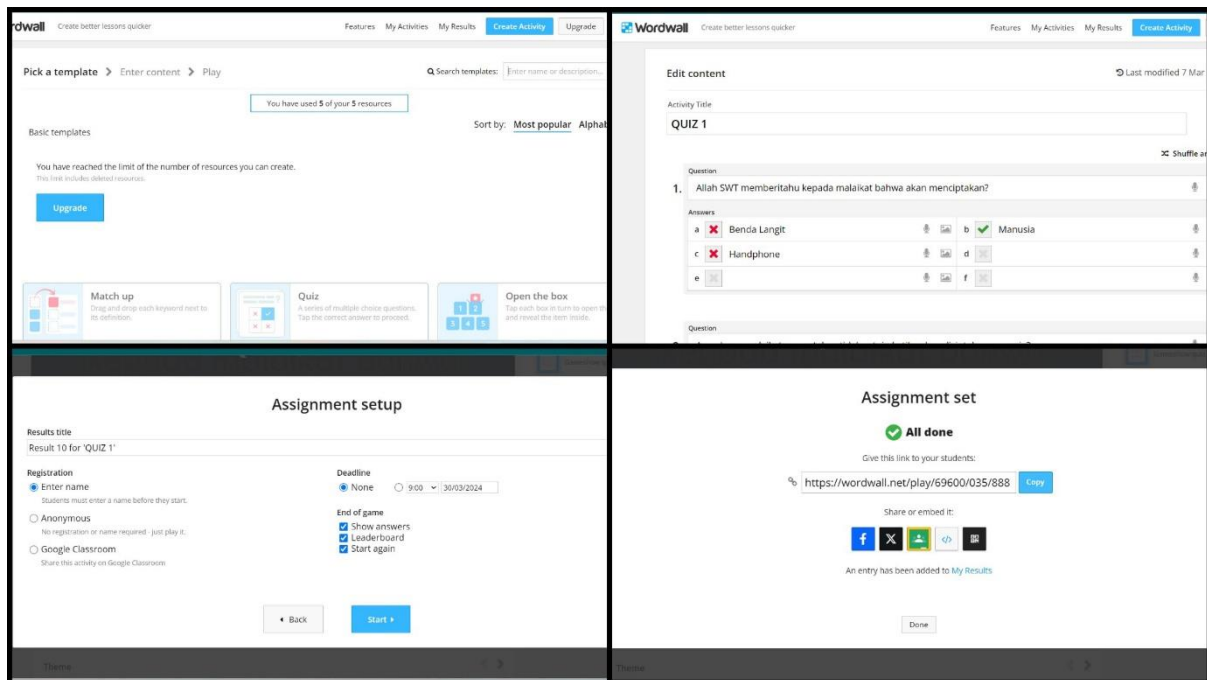 rdwall Create better lessons quicker Features My Activities My Results Create Activity Upgrade
Pick a template > Enter content > Play Search templates: Enter name or description...
You have used 5 of your 5 resources
Basic templates Sort by: Most popular Alphab
You have reached the limit of the number of resources you can create.
This limit includes deleted resources.
Upgrade
Match up
Drag and drop each keyword next to
its definition.
Quiz
A series of multiple choice questions.
Tap the correct answer to proceed.
Open the box
Tap each box in turn to open th
and reveal the item inside.
Wordwall Create better lessons quicker Features My Activities My Results Create Activity
Edit content Last modified 7 Mar
Activity Title
QUIZ 1
Shuffle an
Question
1. Allah SWT memberitahu kepada malaikat bahwa akan menciptakan?
Answers
a Benda Langit b Manusia
c Handphone d
e f
Question
Assignment setup
Results title
Result 10 for 'QUIZ 1'
Registration
Enter name
Students must enter a name before they start.
Anonymous
No registration or name required - just play it.
Google Classroom
Share this activity on Google Classroom
Deadline
None 9:00 30/03/2024
End of game
Show answers
Leaderboard
Start again
Back Start
Theme
Assignment set
All done
Give this link to your students:
https://wordwall.net/play/69600/035/888 Copy
Share or embed it:
An entry has been added to My Results
Done
Theme